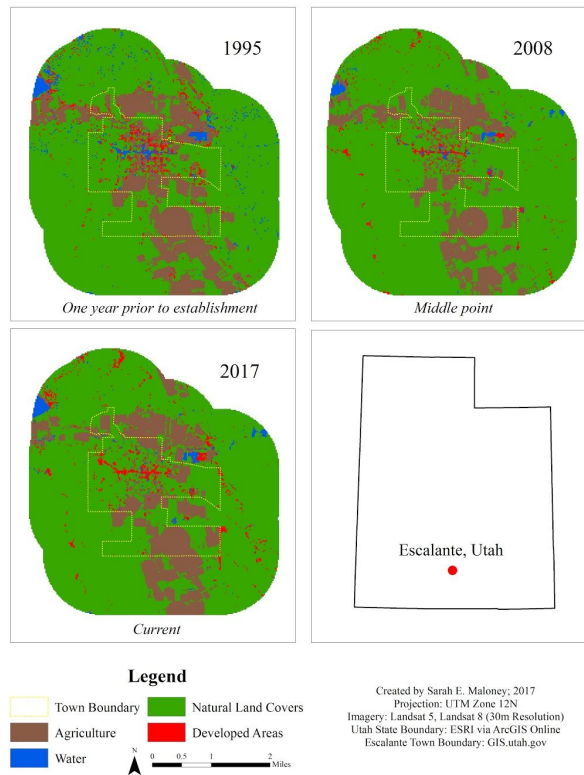 1995
One year prior to establishment
2008
Middle point
2017
Current
Escalante, Utah
Legend
Town Boundary
Natural Land Covers
Agriculture
Developed Areas
Water
N
0 0.5 1 2
Miles
Created by Sarah E. Maloney; 2017
Projection: UTM Zone 12N
Imagery: Landsat 5, Landsat 8 (30m Resolution)
Utah State Boundary: ESRI via ArcGIS Online
Escalante Town Boundary: GIS.utah.gov